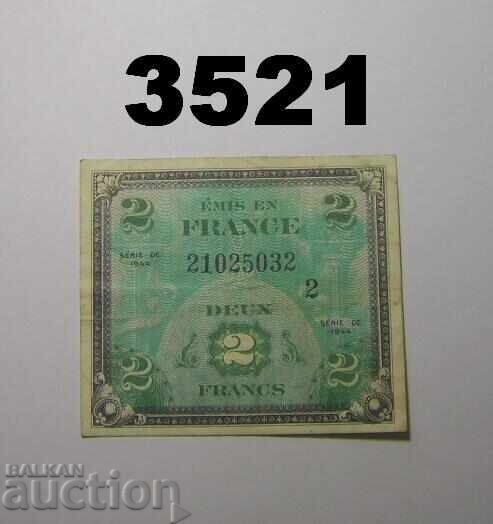 3521
2 ÉMIS EN 2
FRANCE
SÉRIE DE
1944
21025032
2
DEUX
SÉRIE DE
1944
2
2 2
FRANCS
BALKAN
auction